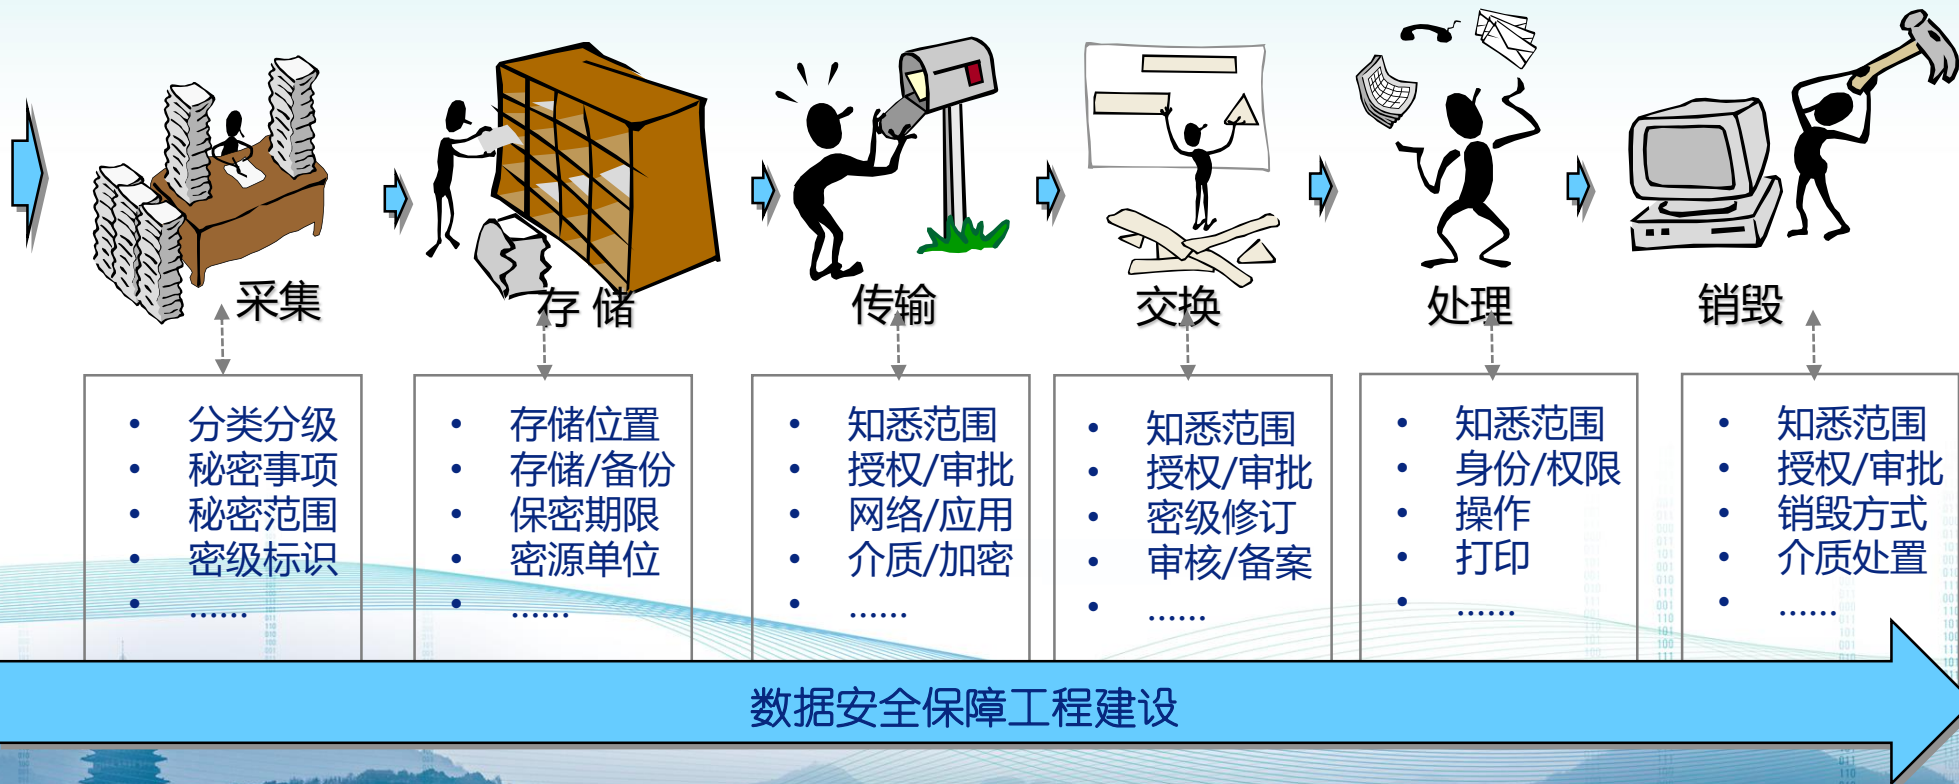 采集
存 储
传输
交换
处理
销毁
• 分类分级
• 秘密事项
• 秘密范围
• 密级标识
• ……
• 存储位置
• 存储/备份
• 保密期限
• 密源单位
• ……
• 知悉范围
• 授权/审批
• 网络/应用
• 介质/加密
• ……
• 知悉范围
• 授权/审批
• 密级修订
• 审核/备案
• ……
• 知悉范围
• 身份/权限
• 操作
• 打印
• ……
• 知悉范围
• 授权/审批
• 销毁方式
• 介质处置
• ……
数据安全保障工程建设